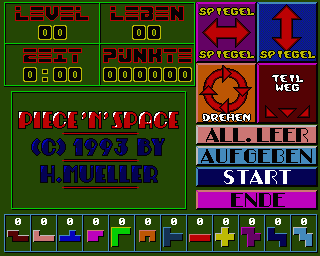 LEVEL LEBEN
00 00
ZEIT PUNKTE
0:00 000000
SPIEGEL SPIEGEL
SPIEGEL SPIEGEL
DREHEN
TEIL
WEG
PIECE'N'SPACE
(C) 1993 BY
H.MUELLER
ALL. LEER
AUFGEBEN
START
ENDE
0 0 0 0 0 0 0 0 0 0 0 0